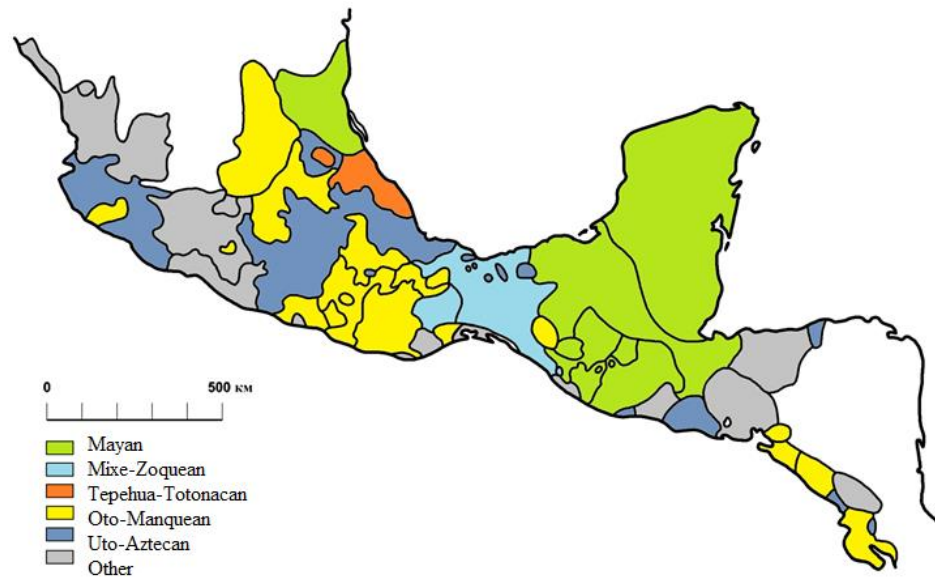 0 500 км
Mayan
Mixe-Zoquean
Tepehua-Totonacan
Oto-Manquean
Uto-Aztecan
Other